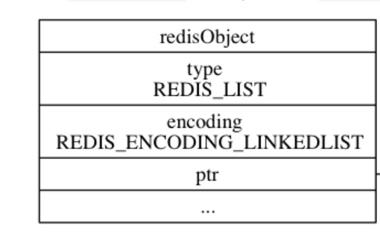 redisObject
type
REDIS_LIST
encoding
REDIS_ENCODING_LINKEDLIST
ptr
...